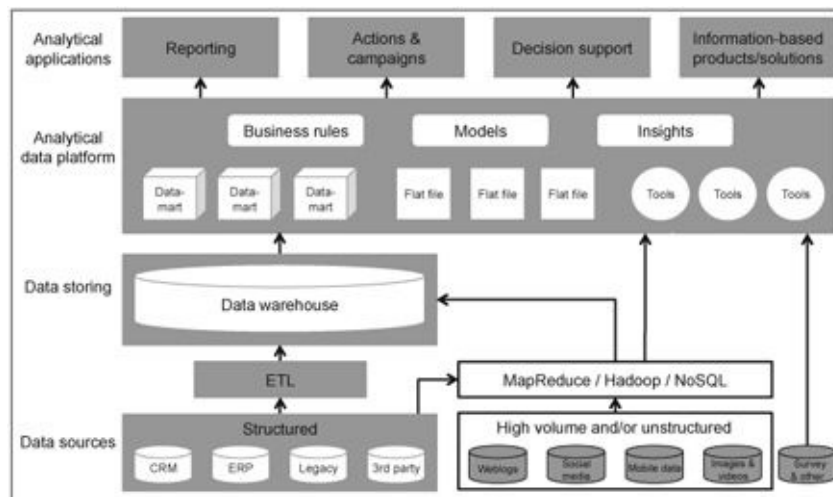 Analytical
applications
Reporting
Actions &
campaigns
Decision support
Information-based
products/solutions
Analytical
data platform
Business rules
Models
Insights
Data-
mart
Data-
mart
Data-
mart
Flat file
Flat file
Flat file
Tools
Tools
Tools
Data storing
Data warehouse
ETL
MapReduce / Hadoop / NoSQL
Data sources
Structured
CRM
ERP
Legacy
3rd party
High volume and/or unstructured
Weblogs
Social
media
Mobile data
Images &
videos
Survey
& other